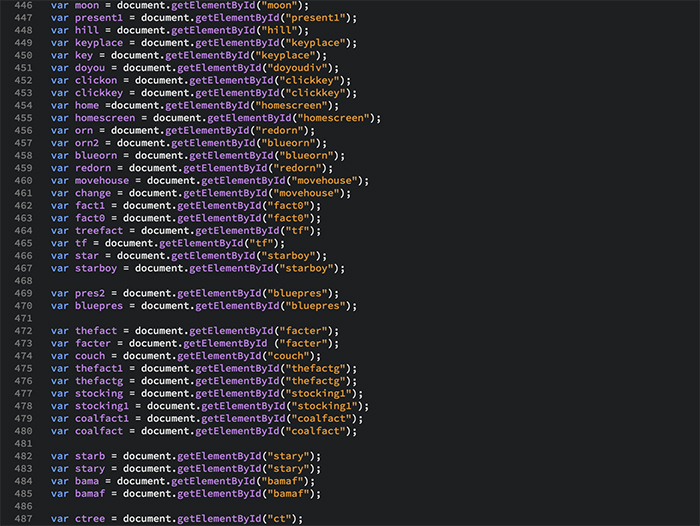 446 var moon = document.getElementById("moon");
447 var present1 = document.getElementById("present1");
448 var hill = document.getElementById("hill");
449 var keyplace = document.getElementById("keyplace");
450 var key = document.getElementById("keyplace");
451 var doyou = document.getElementById("doyoudiv");
452 var clickon = document.getElementById("clickkey");
453 var clickkey = document.getElementById("clickkey");
454 var home =document.getElementById("homescreen");
455 var homescreen = document.getElementById("homescreen");
456 var orn = document.getElementById("redorn");
457 var orn2 = document.getElementById("blueorn");
458 var blueorn = document.getElementById("blueorn");
459 var redorn = document.getElementById("redorn");
460 var movehouse = document.getElementById("movehouse");
461 var change = document.getElementById("movehouse");
462 var fact1 = document.getElementById("fact0");
463 var fact0 = document.getElementById("fact0");
464 var treefact = document.getElementById("tf");
465 var tf = document.getElementById("tf");
466 var star = document.getElementById("starboy");
467 var starboy = document.getElementById("starboy");
468
469 var pres2 = document.getElementById("bluepres");
470 var bluepres = document.getElementById("bluepres");
471
472 var thefact = document.getElementById("facter");
473 var facter = document.getElementById ("facter");
474 var couch = document.getElementById("couch");
475 var thefact1 = document.getElementById("thefactg");
476 var thefactg = document.getElementById("thefactg");
477 var stocking = document.getElementById("stocking1");
478 var stocking1 = document.getElementById("stocking1");
479 var coalfact1 = document.getElementById("coalfact");
480 var coalfact = document.getElementById("coalfact");
481
482 var starb = document.getElementById("stary");
483 var stary = document.getElementById("stary");
484 var bama = document.getElementById("bamaf");
485 var bamaf = document.getElementById("bamaf");
486
487 var ctree = document.getElementById("ct");